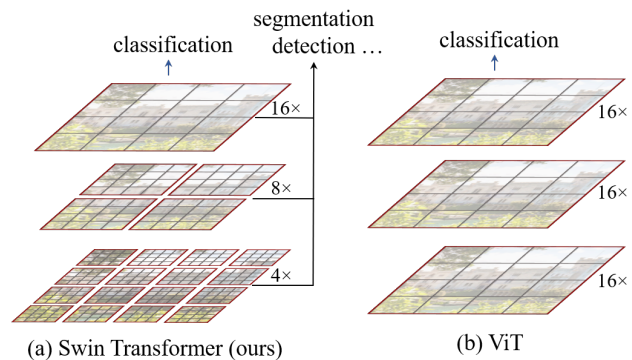 segmentation
classification
detection ...
classification
16×
8×
4×
16×
16×
16×
(a) Swin Transformer (ours)
(b) ViT